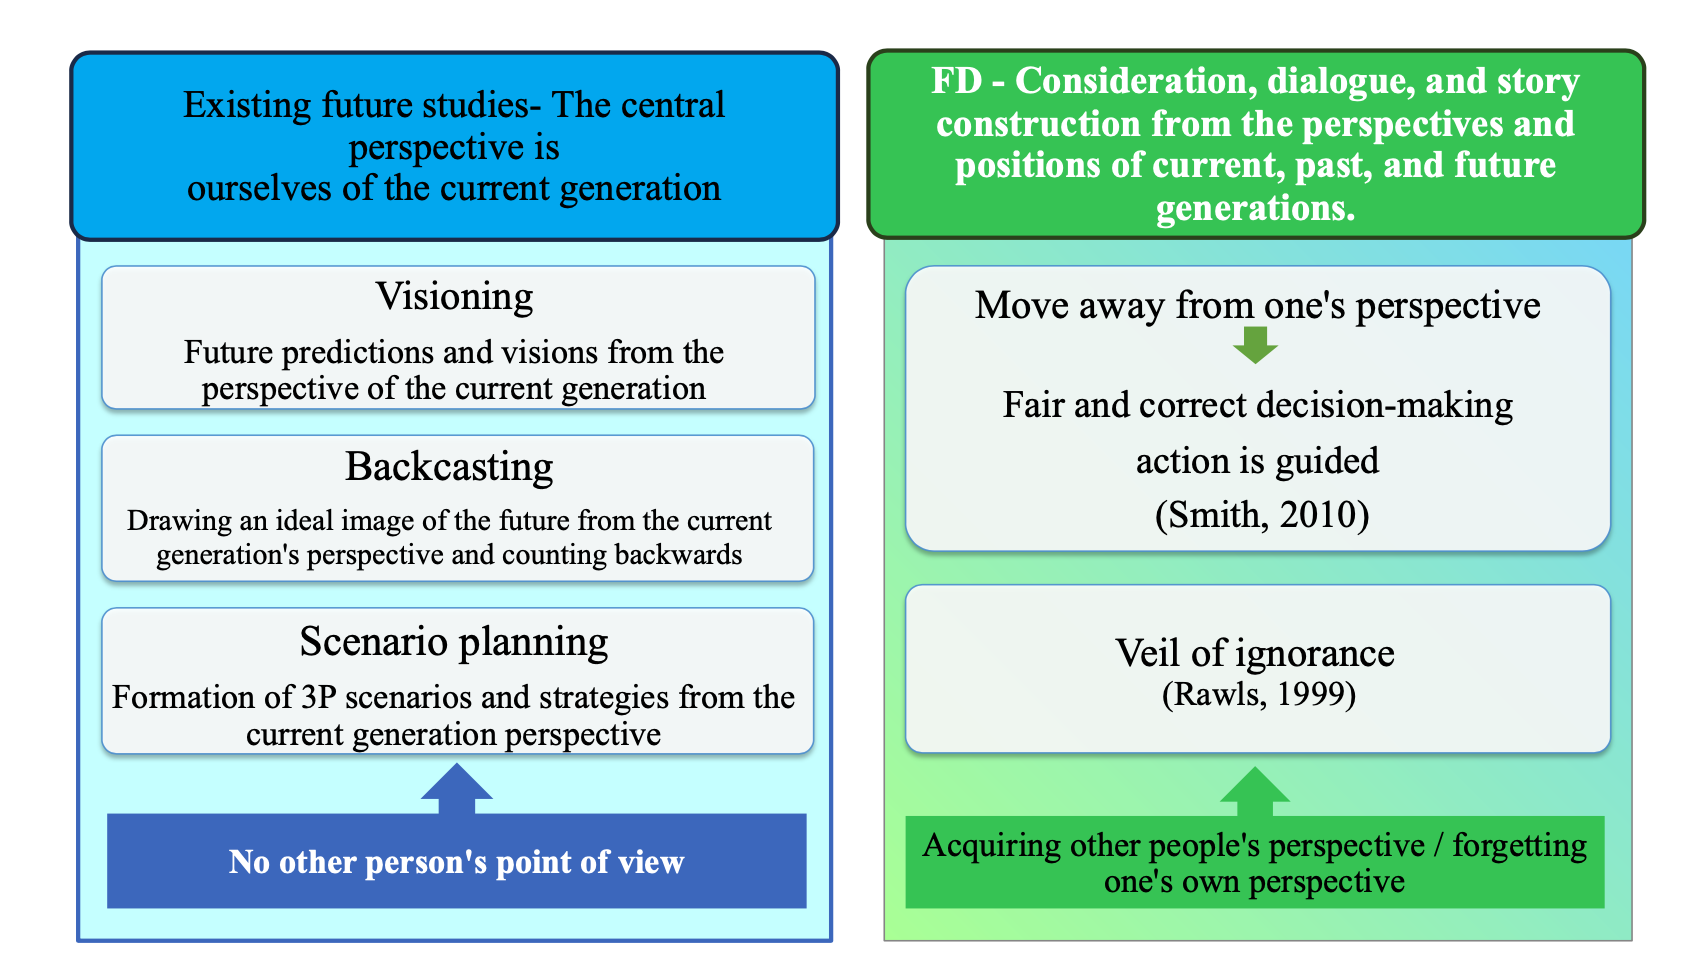 Existing future studies- The central
perspective is
ourselves of the current generation
Visioning
Future predictions and visions from the
perspective of the current generation
Backcasting
Drawing an ideal image of the future from the current
generation's perspective and counting backwards
Scenario planning
Formation of 3P scenarios and strategies from the
current generation perspective
No other person's point of view
FD - Consideration, dialogue, and story
construction from the perspectives and
positions of current, past, and future
generations.
Move away from one's perspective
Fair and correct decision-making
action is guided
(Smith, 2010)
Veil of ignorance
(Rawls, 1999)
Acquiring other people's perspective / forgetting
one's own perspective